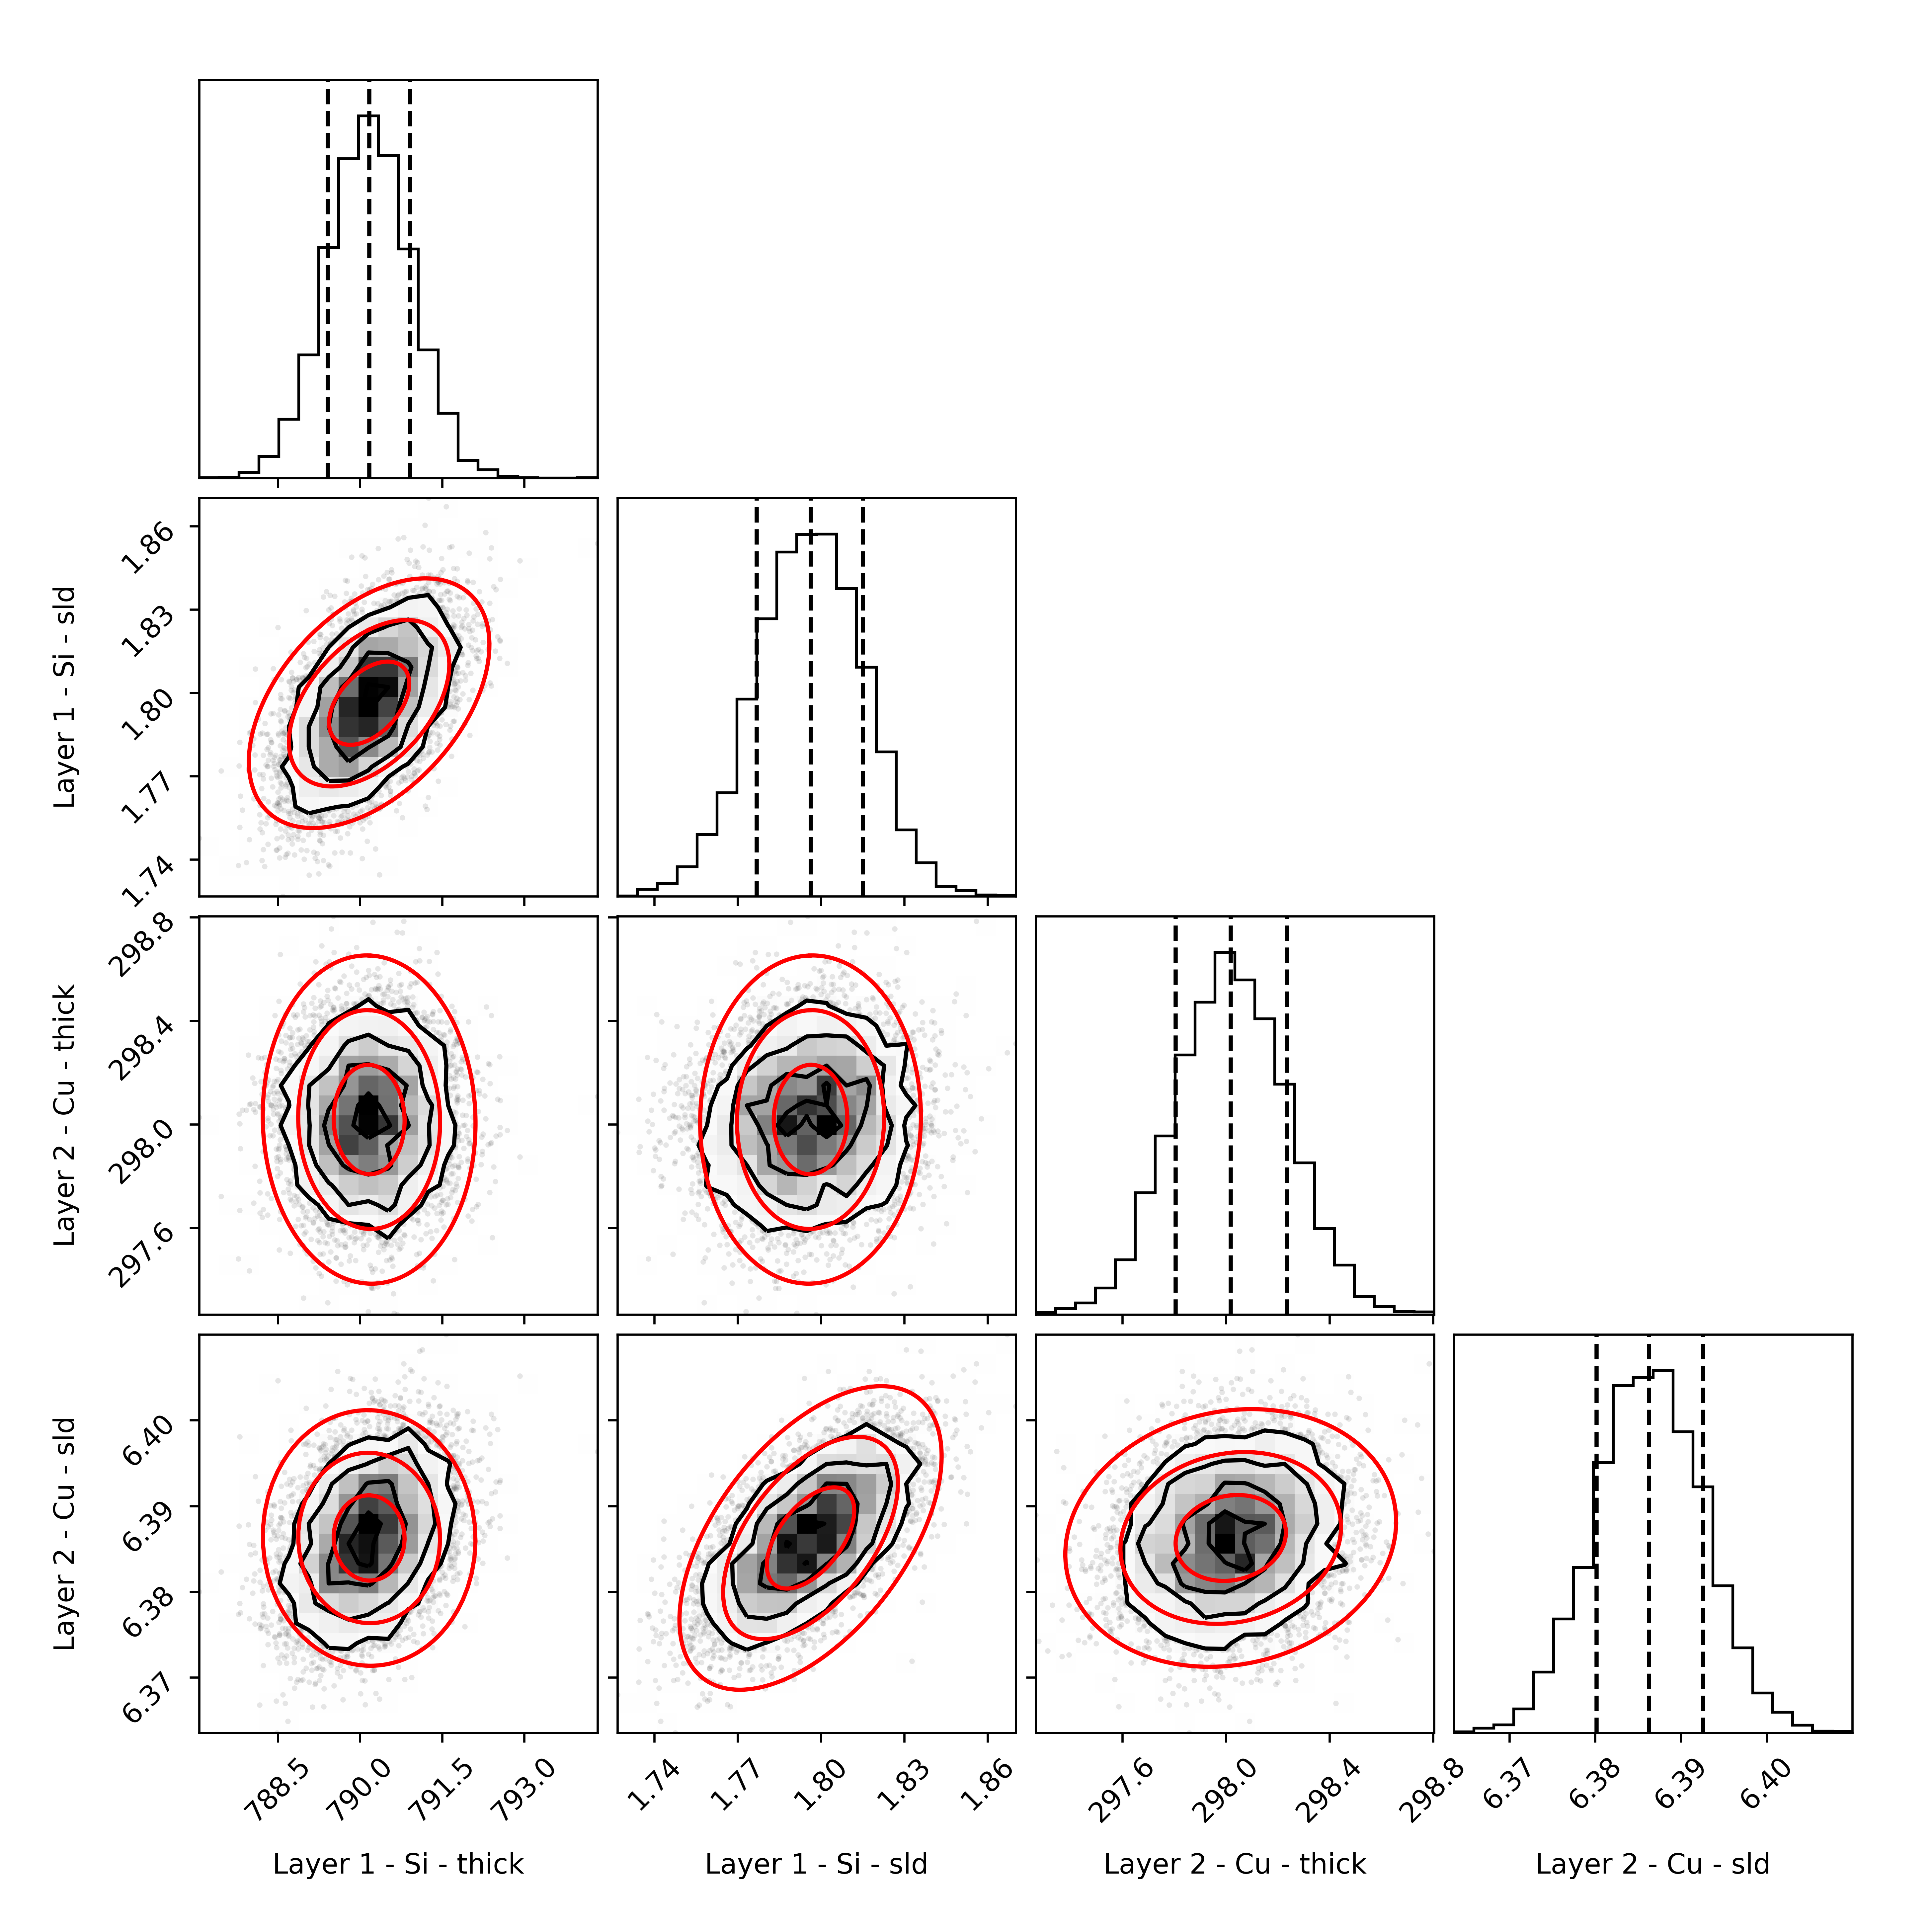 Layer 1 - Si - sld
1.86
1.83
1.80
1.77
1.74
Layer 2 - Cu - thick
298.8
298.4
298.0
297.6
Layer 2 - Cu - sld
6.40
6.39
6.38
6.37
788.5 790.0 791.5 793.0
1.74 1.77 1.80 1.83 1.86
297.6 298.0 298.4 298.8
6.37 6.38 6.39 6.40
Layer 1 - Si - thick
Layer 1 - Si - sld
Layer 2 - Cu - thick
Layer 2 - Cu - sld